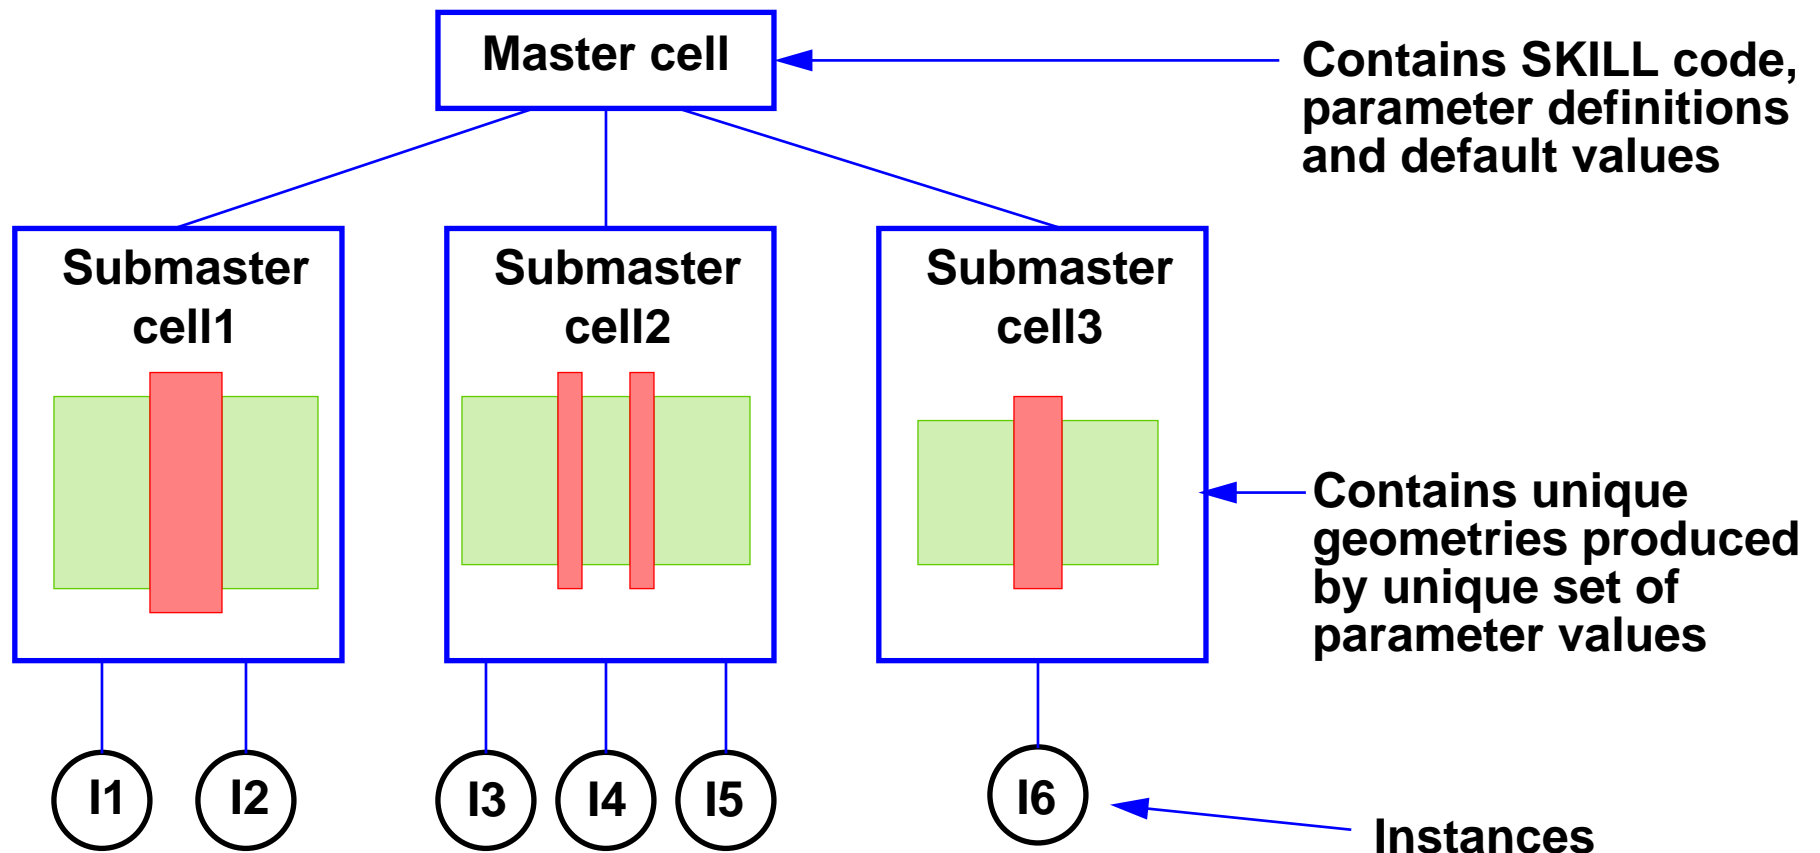 Master cell
Contains SKILL code,
parameter definitions
and default values
Submaster
cell1
Submaster
cell2
Submaster
cell3
Contains unique
geometries produced
by unique set of
parameter values
I1
I2
I3
I4
I5
I6
Instances